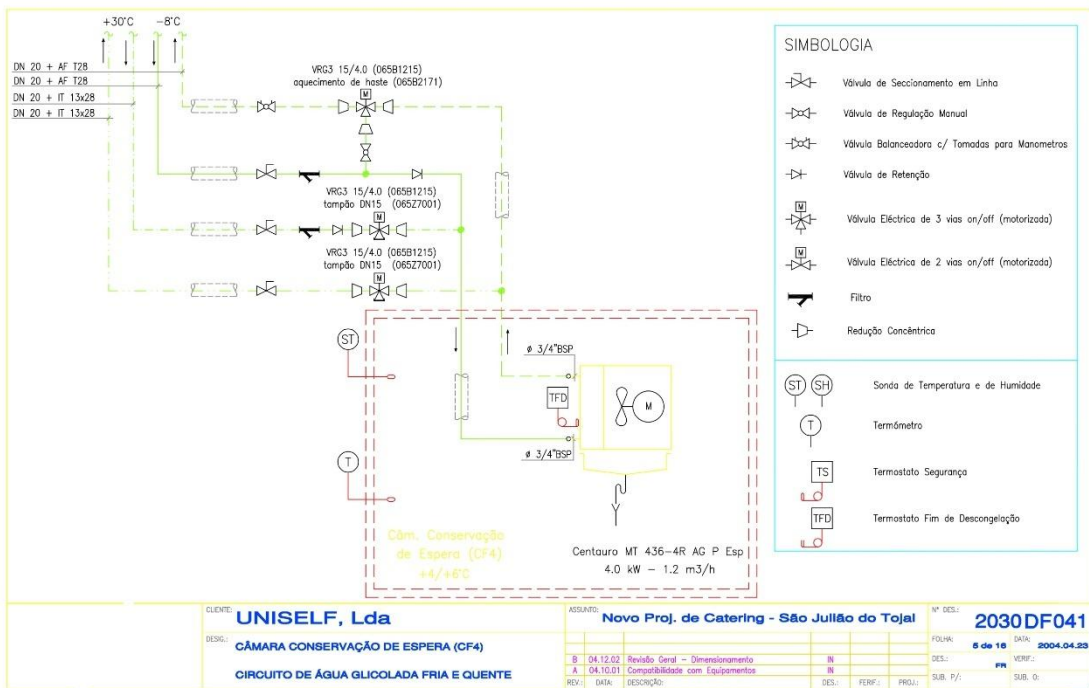 +30°C -8°C
DN 20 + AF T28
DN 20 + AF T28
DN 20 + IT 13x28
DN 20 + IT 13x28
VRG3 15/4.0 (065B1215)
aquecimento de haste (065B2171)
M
VRG3 15/4.0 (065B1215)
tampão DN15 (065Z7001)
M
VRG3 15/4.0 (065B1215)
tampão DN15 (065Z7001)
M
ST
T
ø 3/4"BSP
TFD
M
ø 3/4"BSP
Câm. Conservação
de Espera (CF4)
+4/+6°C
Centauro MT 436-4R AG P Esp
4.0 kW - 1.2 m3/h
SIMBOLOGIA
Válvula de Seccionamento em Linha
Válvula de Regulação Manual
Válvula Balanceadora c/ Tomadas para Manometros
Válvula de Retenção
M
Válvula Eléctrica de 3 vias on/off (motorizada)
M
Válvula Eléctrica de 2 vias on/off (motorizada)
Filtro
Redução Concêntrica
ST SH Sonda de Temperatura e de Humidade
T Termómetro
TS Termostato Segurança
TFD Termostato Fim de Descongelação
CLIENTE: UNISELF, Lda
DESIG.: CÂMARA CONSERVAÇÃO DE ESPERA (CF4)
CIRCUITO DE ÁGUA GLICOLADA FRIA E QUENTE
ASSUNTO: Novo Proj. de Catering - São Julião do Tojal
B 04.12.02 Revisão Geral - Dimensionamento IN
A 04.10.01 Compatibilidade com Equipamentos IN
REV.: DATA: DESCRIÇÃO: DES.: FERIF.: PROJ.:
Nº DES.: 2030DF041
FOLHA: 5 de 16 DATA: 2004.04.23
DES.: FR VERIF.:
SUB. P/: SUB. O: